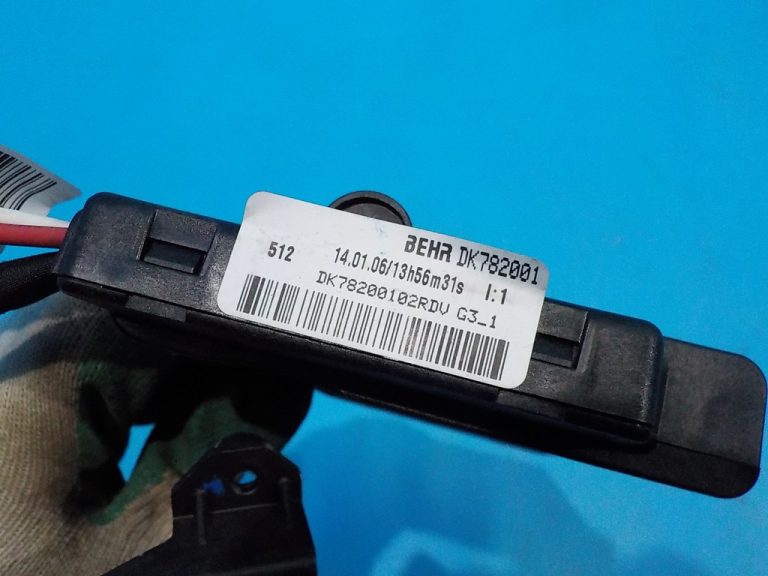 BEHR DK782001
512 14.01.06/13h56m31s I:1
DK78200102RDV G3_1